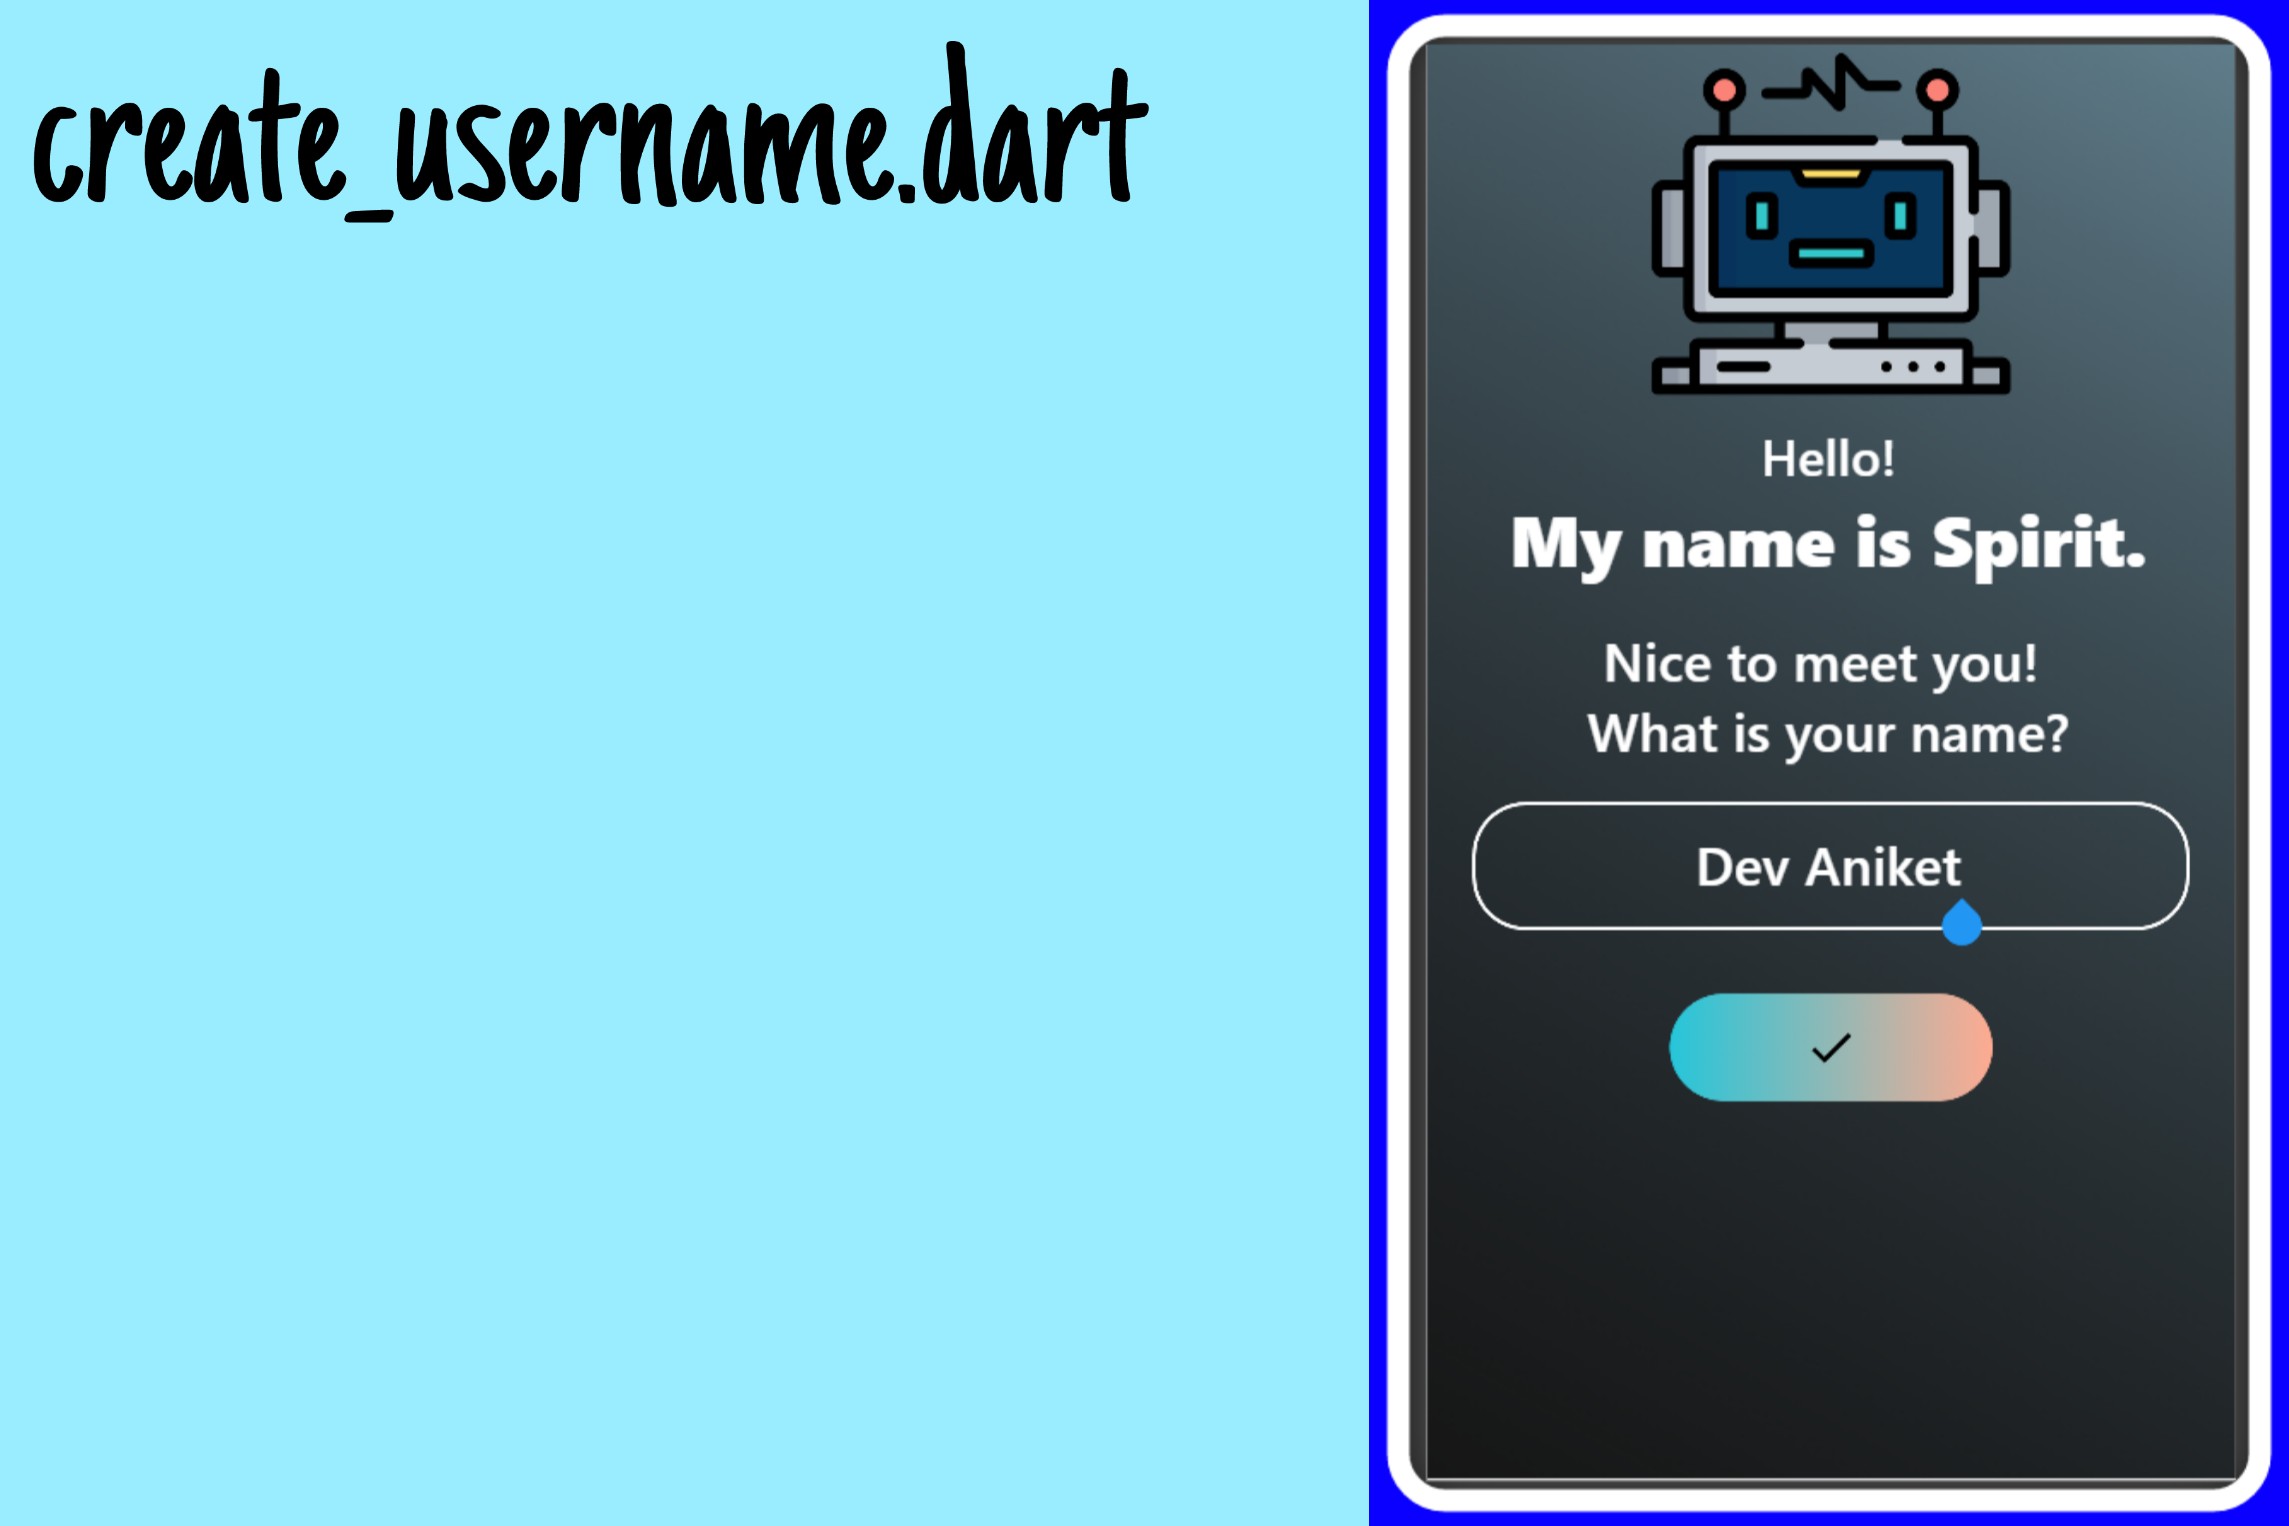 create_username.dart
Hello!
My name is Spirit.
Nice to meet you!
What is your name?
Dev Aniket